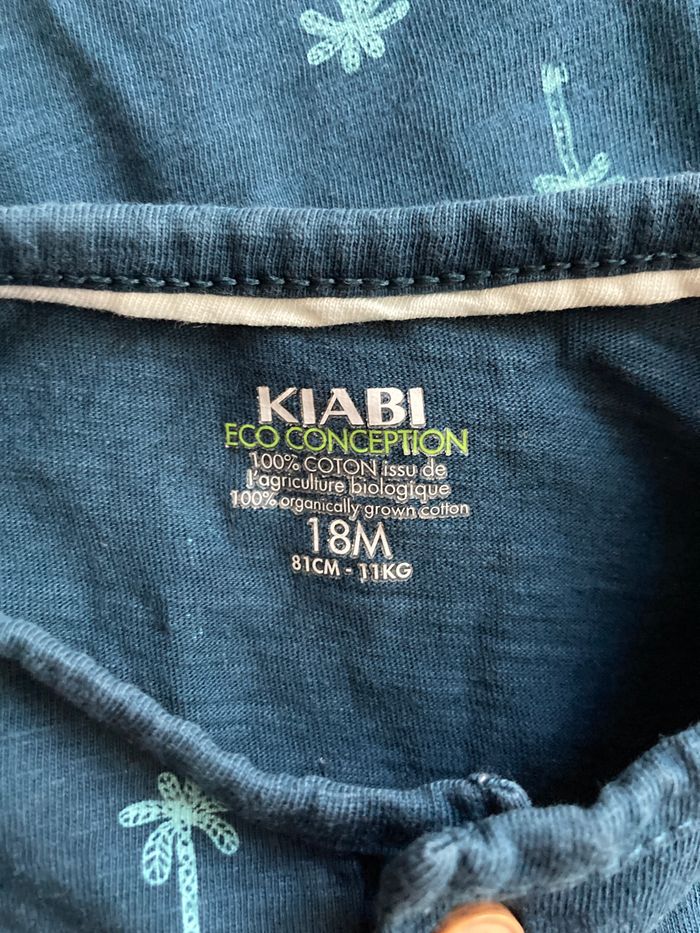 KIABI
ECO CONCEPTION
100% COTON issu de
l'agriculture biologique
100% organically grown cotton
18M
81CM - 11KG